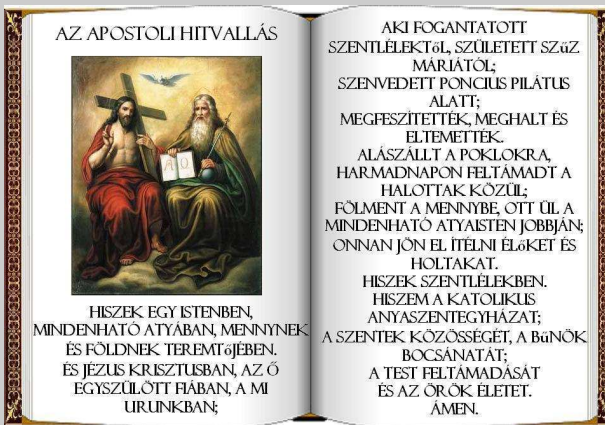 AZ APOSTOLI HITVALLÁS
A O
HISZEK EGY ISTENBEN,
MINDENHATÓ ATYÁBAN, MENNYNEK
ÉS FÖLDNEK TEREMTőJÉBEN.
ÉS JÉZUS KRISZTUSBAN, AZ Ő
EGYSZÜLÖTT FIÁBAN, A MI
URUNKBAN;
AKI FOGANTATOTT
SZENTLÉLEKTőL, SZÜLETETT SZűZ
MÁRIÁTÓL;
SZENVEDETT PONCIUS PILÁTUS
ALATT;
MEGFESZÍTETTÉK, MEGHALT ÉS
ELTEMETTÉK.
ALÁSZÁLLT A POKLOKRA,
HARMADNAPON FELTÁMADT A
HALOTTAK KÖZÜL;
FÖLMENT A MENNYBE, OTT ÜL A
MINDENHATÓ ATYAISTEN JOBBJÁN;
ONNAN JÖN EL ÍTÉLNI ÉLőKET ÉS
HOLTAKAT.
HISZEK SZENTLÉLEKBEN.
HISZEM A KATOLIKUS
ANYASZENTEGYHÁZAT;
A SZENTEK KÖZÖSSÉGÉT, A BűNÖK
BOCSÁNATÁT;
A TEST FELTÁMADÁSÁT
ÉS AZ ÖRÖK ÉLETET.
ÁMEN.